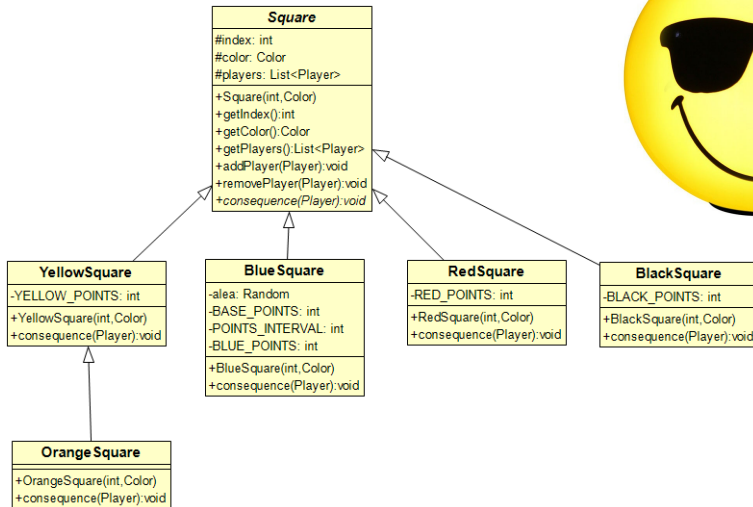 Square
#index: int
#color: Color
#players: List<Player>
+Square(int,Color)
+getIndex():int
+getColor():Color
+getPlayers():List<Player>
+addPlayer(Player):void
+removePlayer(Player):void
+consequence(Player):void
YellowSquare
-YELLOW_POINTS: int
+YellowSquare(int,Color)
+consequence(Player):void
BlueSquare
-alea: Random
-BASE_POINTS: int
-POINTS_INTERVAL: int
-BLUE_POINTS: int
+BlueSquare(int,Color)
+consequence(Player):void
RedSquare
-RED_POINTS: int
+RedSquare(int,Color)
+consequence(Player):void
BlackSquare
-BLACK_POINTS: int
+BlackSquare(int,Color)
+consequence(Player):void
OrangeSquare
+OrangeSquare(int,Color)
+consequence(Player):void